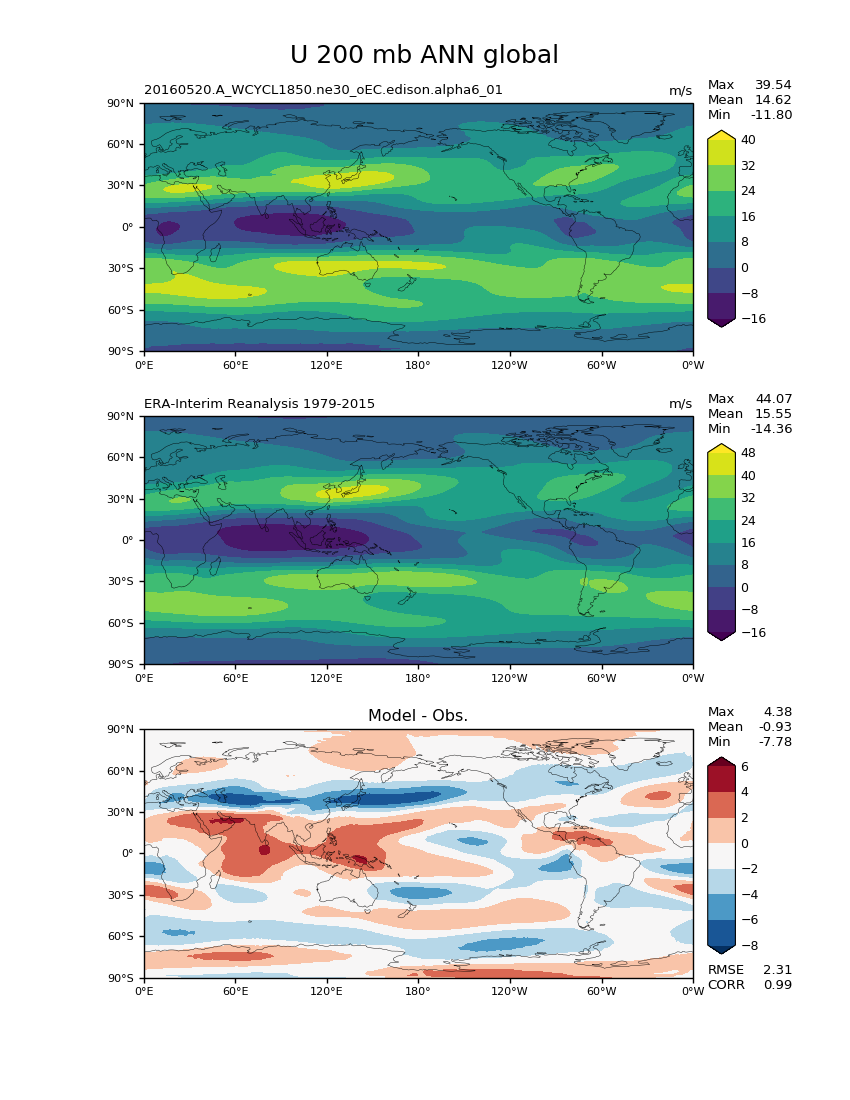 U 200 mb ANN global
20160520.A_WCYCL1850.ne30_oEC.edison.alpha6_01
m/s
Max 39.54
Mean 14.62
Min -11.80
90°N
60°N
30°N
0°
30°S
60°S
90°S
0°E 60°E 120°E 180° 120°W 60°W 0°W
40
32
24
16
8
0
−8
−16
ERA-Interim Reanalysis 1979-2015
m/s
Max 44.07
Mean 15.55
Min -14.36
90°N
60°N
30°N
0°
30°S
60°S
90°S
0°E 60°E 120°E 180° 120°W 60°W 0°W
48
40
32
24
16
8
0
−8
−16
Model - Obs.
Max 4.38
Mean -0.93
Min -7.78
90°N
60°N
30°N
0°
30°S
60°S
90°S
0°E 60°E 120°E 180° 120°W 60°W 0°W
6
4
2
0
−2
−4
−6
−8
RMSE 2.31
CORR 0.99